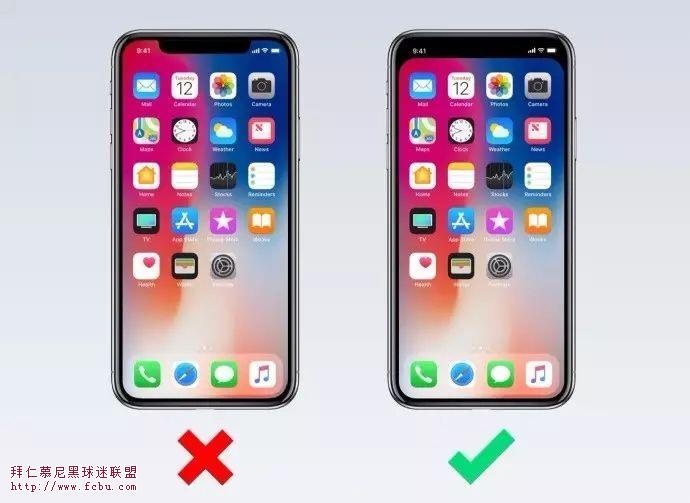 9:41
9:41
Tuesday
12
Tuesday
12
Mail Calendar Photos Camera
Mail Calendar Photos Camera
Maps Clock Weather News
Maps Clock Weather News
Home Notes Stocks Reminders
Home Notes Stocks Reminders
TV App Store iTunes Store iBooks
TV App Store iTunes Store iBooks
Health Wallet Settings
Health Wallet Settings
拜仁慕尼黑球迷联盟
http://www.fcbu.com